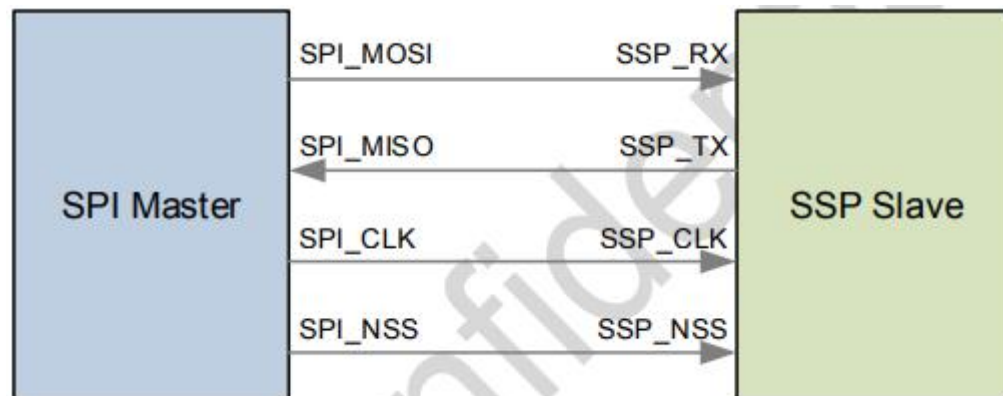 SPI_MOSI SSP_RX
SPI_MISO SSP_TX
SPI Master
SSP Slave
SPI_CLK SSP_CLK
SPI_NSS SSP_NSS